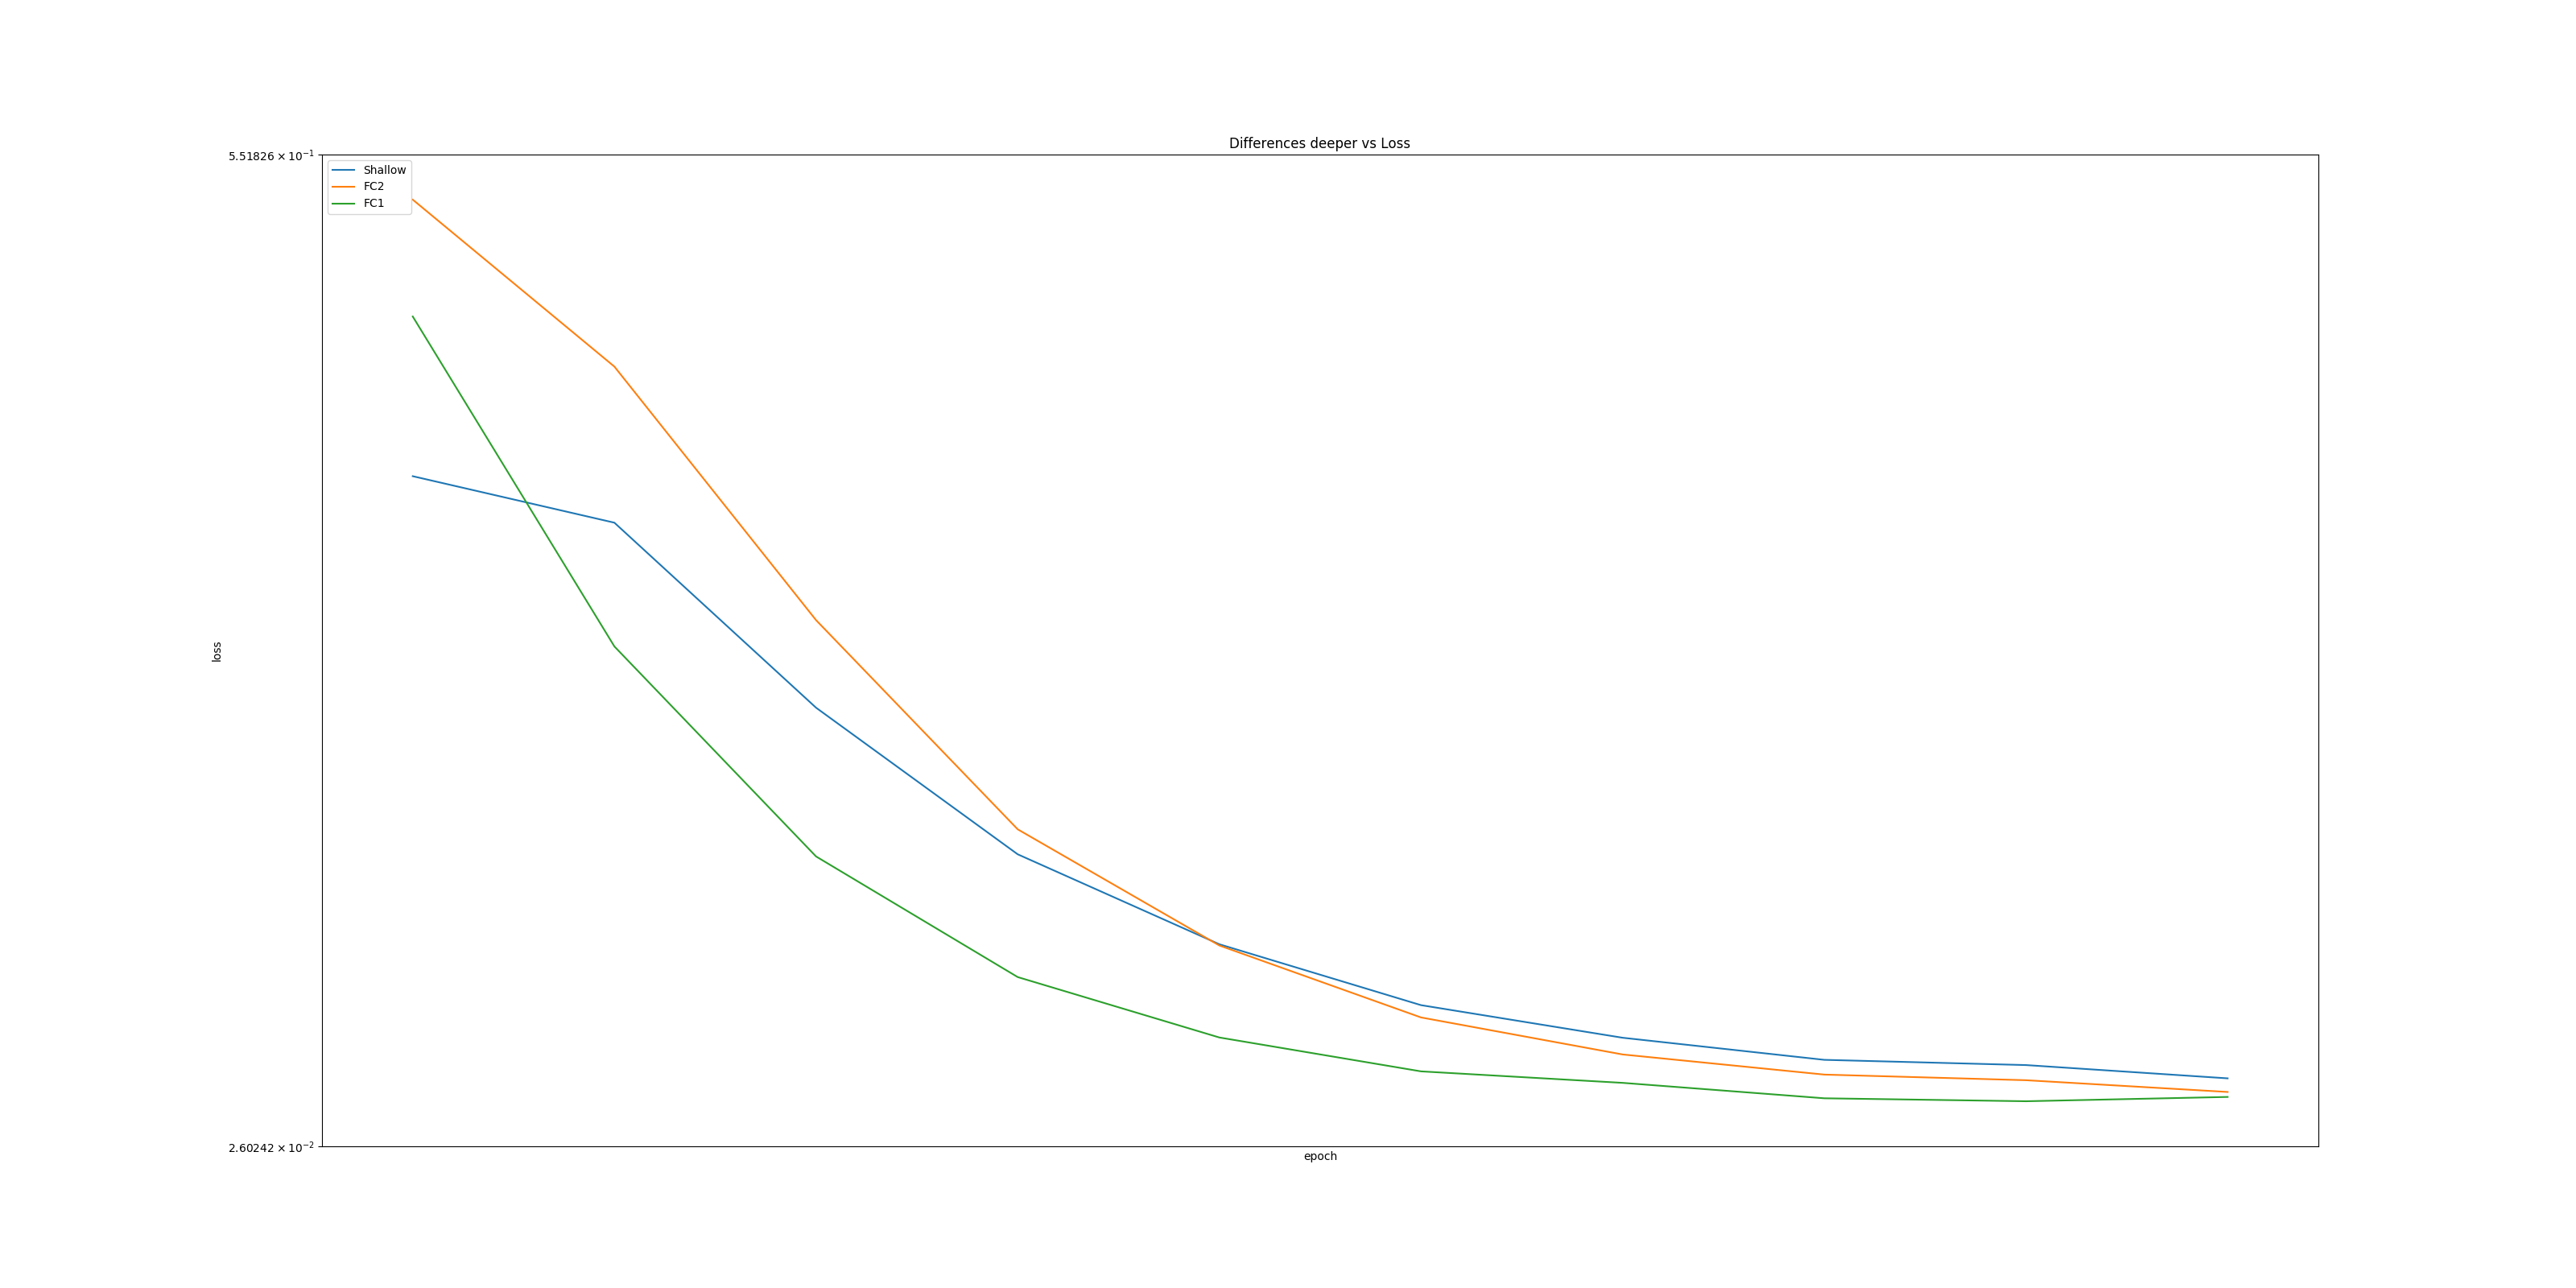 Differences deeper vs Loss
5.51826 × 10⁻¹
Shallow
FC2
FC1
loss
2.60242 × 10⁻²
epoch